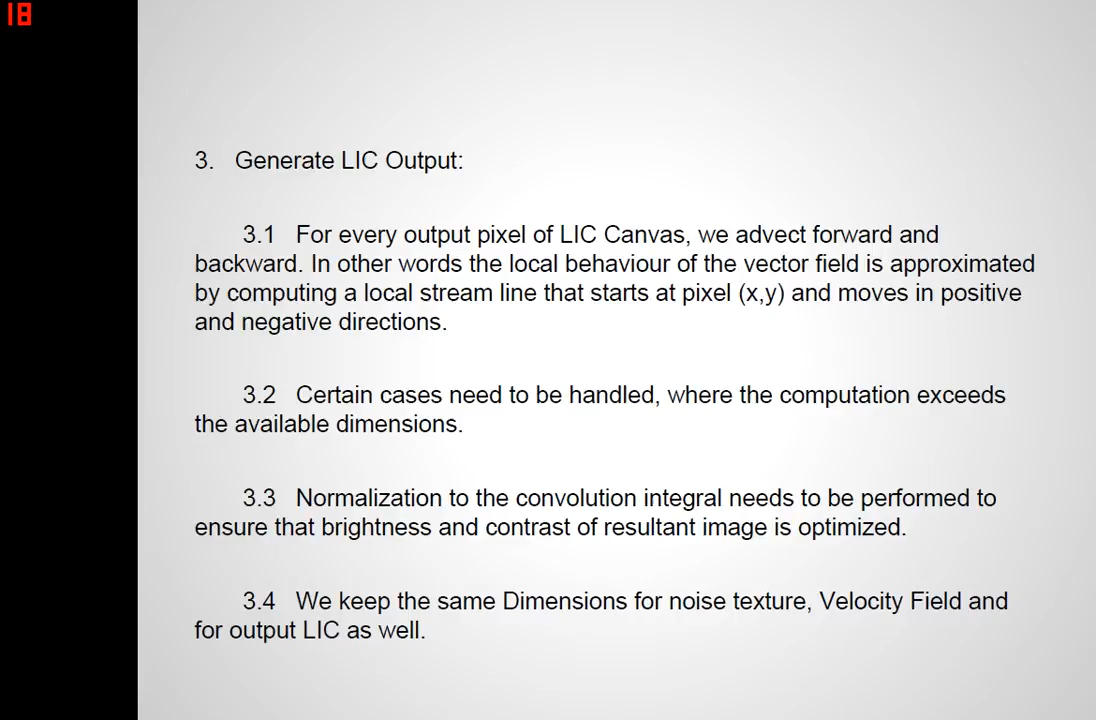 18
3. Generate LIC Output:
3.1 For every output pixel of LIC Canvas, we advect forward and
backward. In other words the local behaviour of the vector field is approximated
by computing a local stream line that starts at pixel (x,y) and moves in positive
and negative directions.
3.2 Certain cases need to be handled, where the computation exceeds
the available dimensions.
3.3 Normalization to the convolution integral needs to be performed to
ensure that brightness and contrast of resultant image is optimized.
3.4 We keep the same Dimensions for noise texture, Velocity Field and
for output LIC as well.